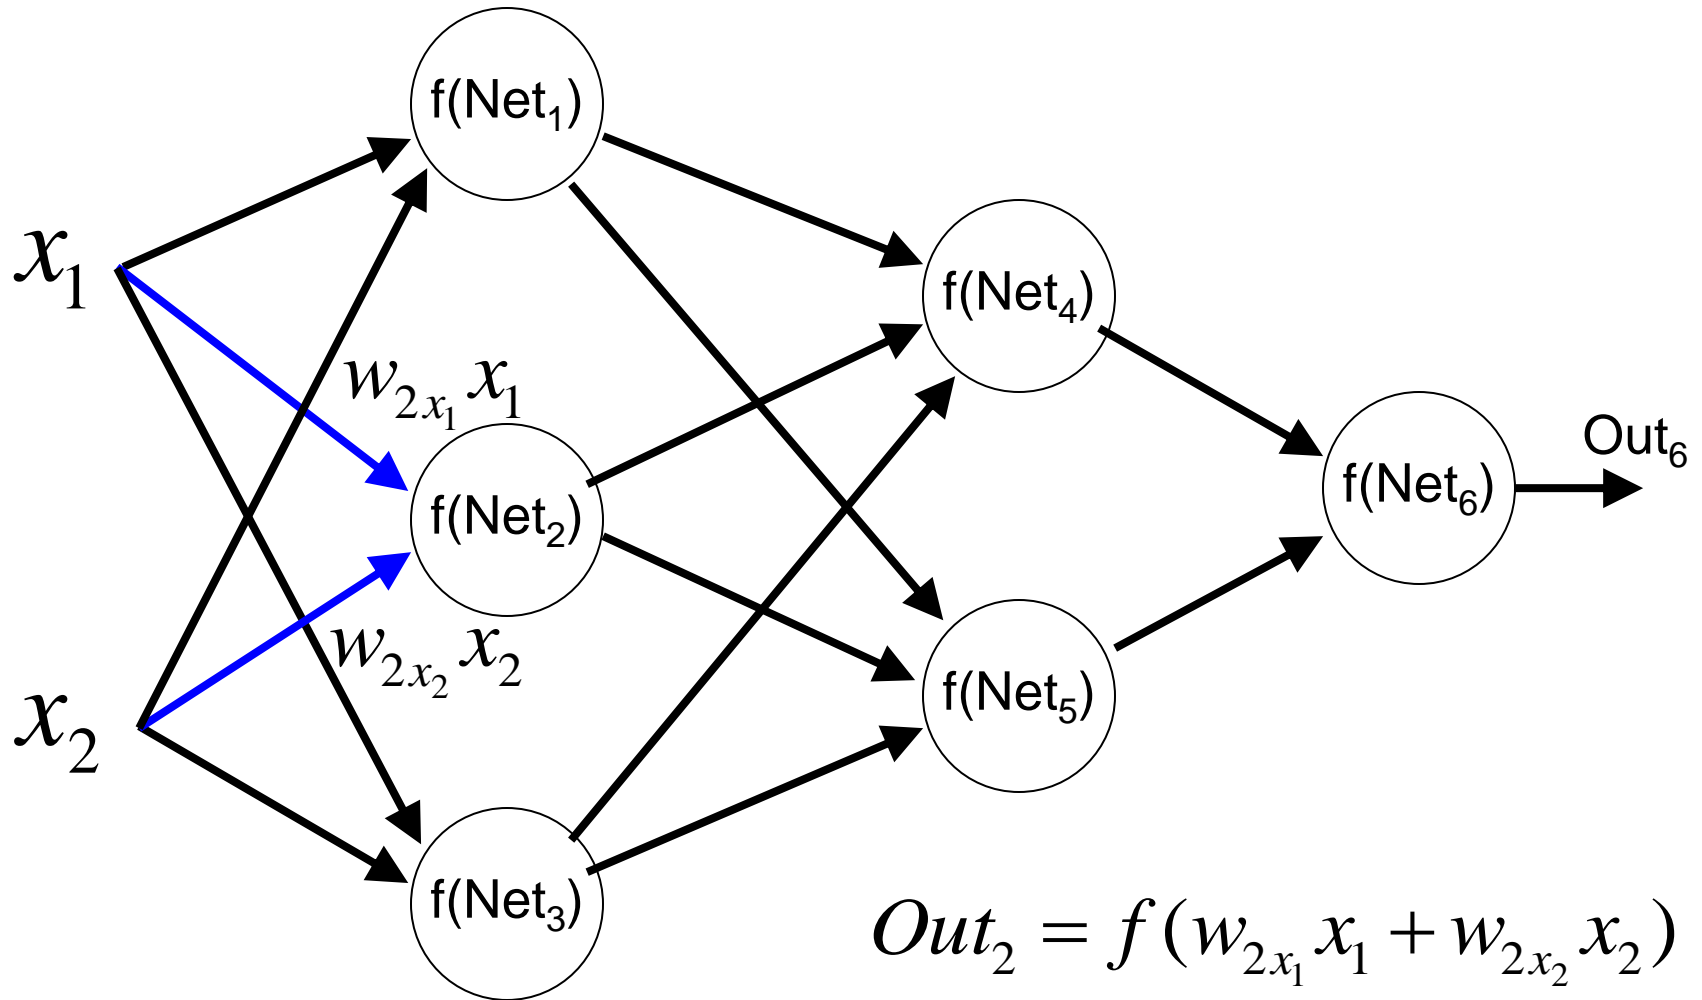 f(Net₁)
x₁
f(Net₄)
w₂ₓ₁ x₁
Out₆
f(Net₂)
f(Net₆)
w₂ₓ₂ x₂
x₂
f(Net₅)
f(Net₃)
Out₂ = f(w₂ₓ₁ x₁ + w₂ₓ₂ x₂)